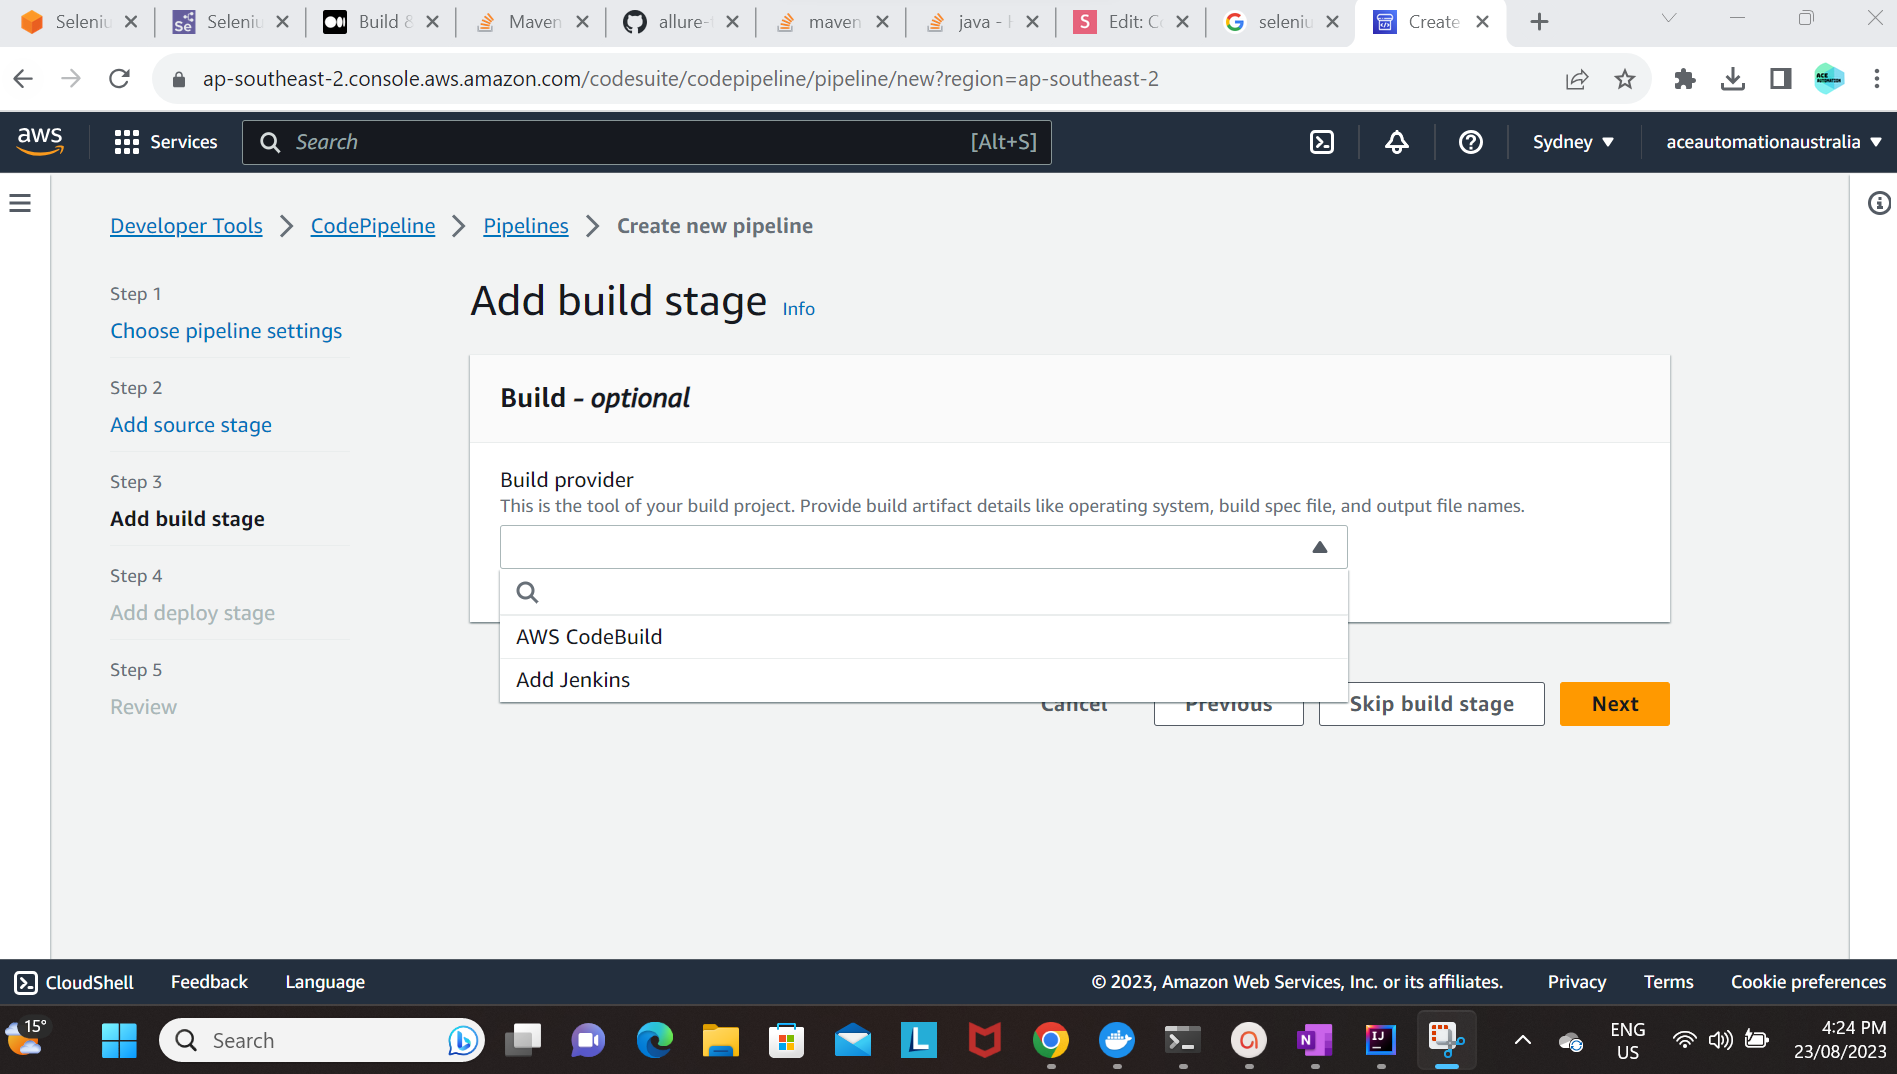 Seleniu
Seleniu
Build &
Maven
allure-
maven
java - H
Edit: Co
seleniu
Create
ap-southeast-2.console.aws.amazon.com/codesuite/codepipeline/pipeline/new?region=ap-southeast-2
aws
Services
Search
[Alt+S]
Sydney
aceautomationaustralia
Developer Tools
CodePipeline
Pipelines
Create new pipeline
Step 1
Choose pipeline settings
Step 2
Add source stage
Step 3
Add build stage
Step 4
Add deploy stage
Step 5
Review
Add build stage
Info
Build - optional
Build provider
This is the tool of your build project. Provide build artifact details like operating system, build spec file, and output file names.
AWS CodeBuild
Add Jenkins
Cancel
Previous
Skip build stage
Next
CloudShell
Feedback
Language
© 2023, Amazon Web Services, Inc. or its affiliates.
Privacy
Terms
Cookie preferences
15°
Search
ENG
US
4:24 PM
23/08/2023